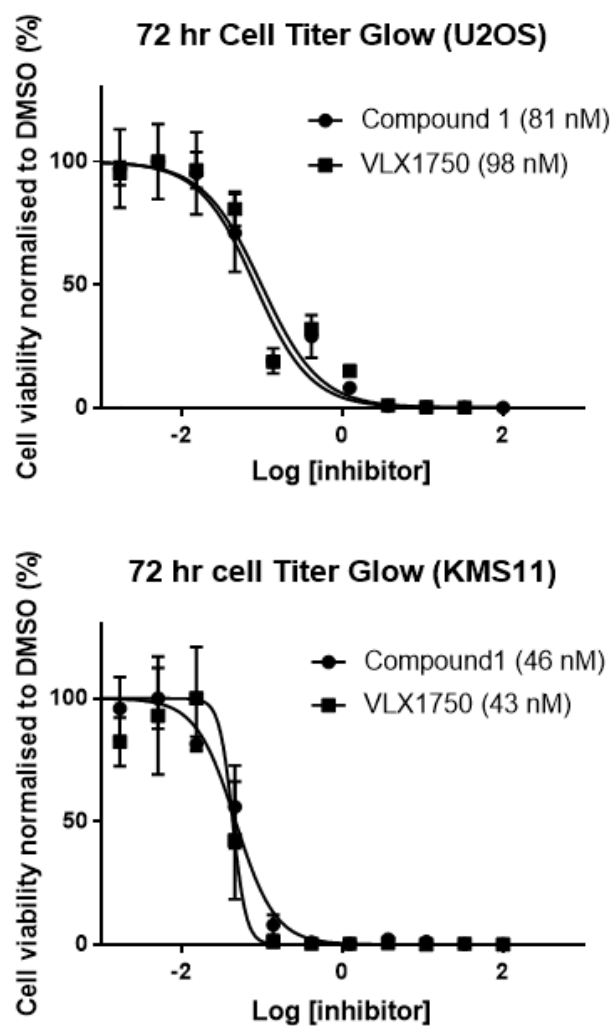 72 hr Cell Titer Glow (U2OS)
Cell viability normalised to DMSO (%)
Compound 1 (81 nM)
VLX1750 (98 nM)
100
50
0
-2
0
2
Log [inhibitor]
72 hr cell Titer Glow (KMS11)
Cell viability normalised to DMSO (%)
Compound1 (46 nM)
VLX1750 (43 nM)
100
50
0
-2
0
2
Log [inhibitor]